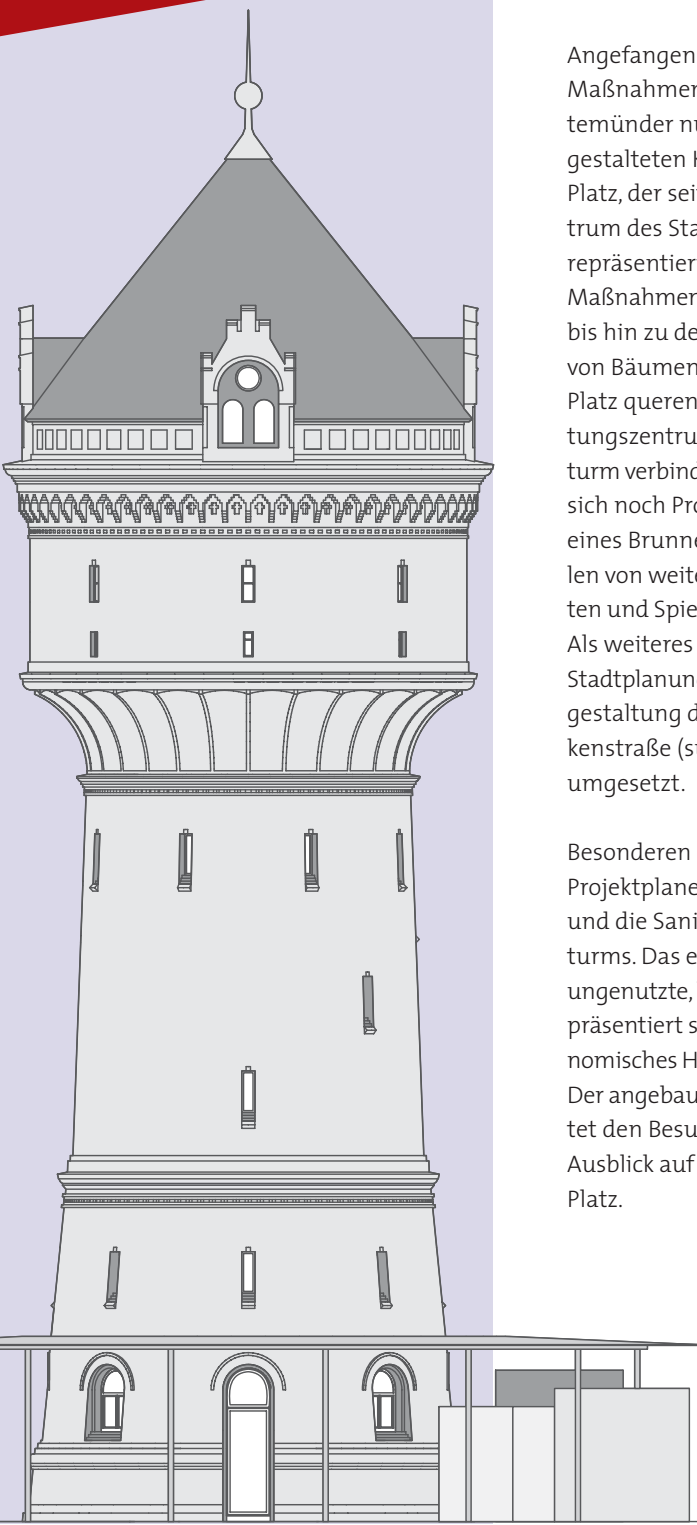 Angefangen
Maßnahmen
temünder nu
gestalteten
Platz, der sei
trum des Sta
repräsentier
Maßnahmen
bis hin zu de
von Bäumen
Platz queren
tungszentru
turm verbind
sich noch Pro
eines Brunne
len von weite
ten und Spie
Als weiteres
Stadtplanun
gestaltung d
kenstraße (s
umgesetzt.
Besonderen
Projektplane
und die Sani
turms. Das e
ungenutzte,
präsentiert s
nomisches H
Der angebau
tet den Besu
Ausblick auf
Platz.